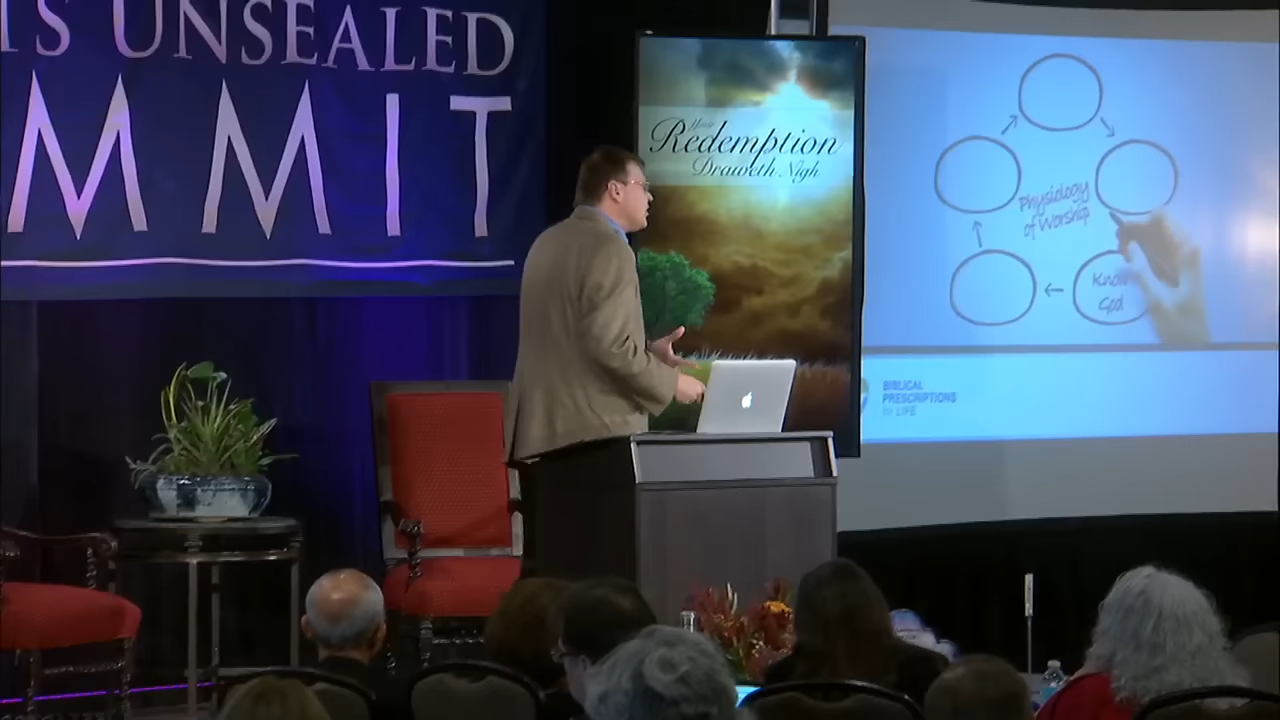 IS UNSEALED
MMIT
Your
Redemption
Draweth Nigh
Physiology
of Worship
Know
God
BIBLICAL
PRESCRIPTIONS
for LIFE